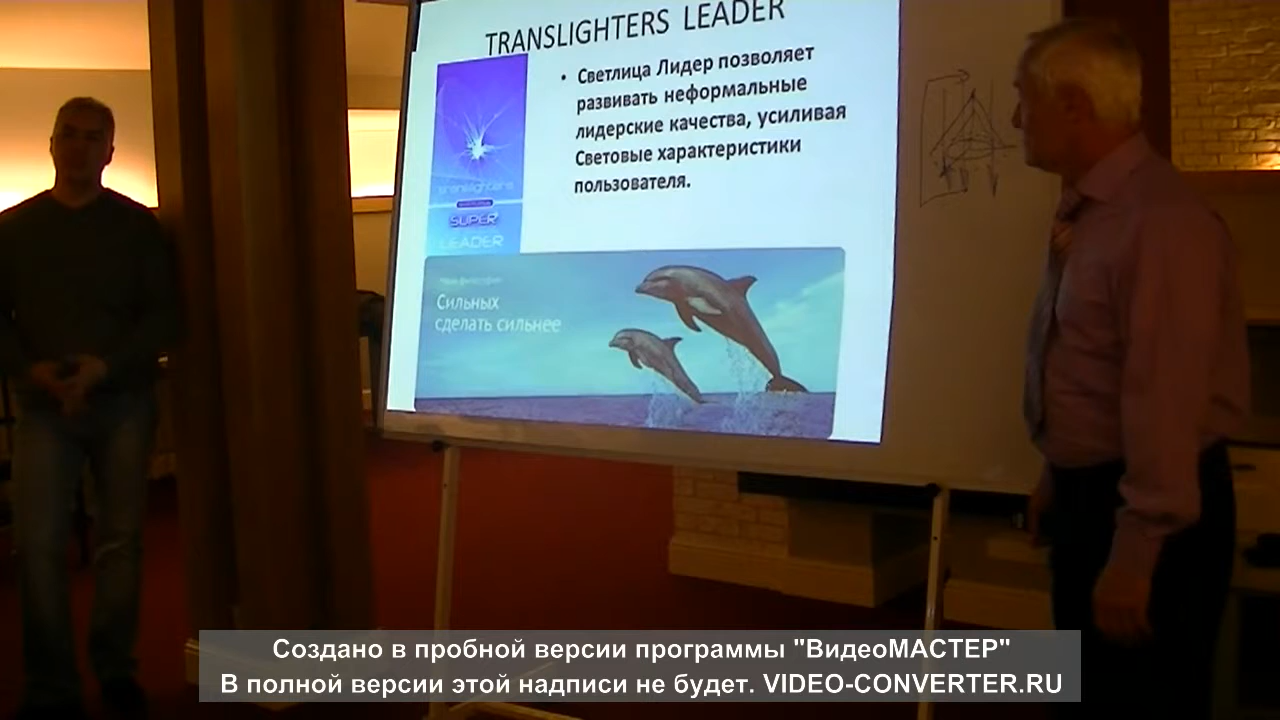 TRANSLIGHTERS LEADER
• Светлица Лидер позволяет
развивать неформальные
лидерские качества, усиливая
Световые характеристики
пользователя.
translighters
SUPER
LEADER
Сильных
сделать сильнее
Создано в пробной версии программы "ВидеоМАСТЕР"
В полной версии этой надписи не будет. VIDEO-CONVERTER.RU